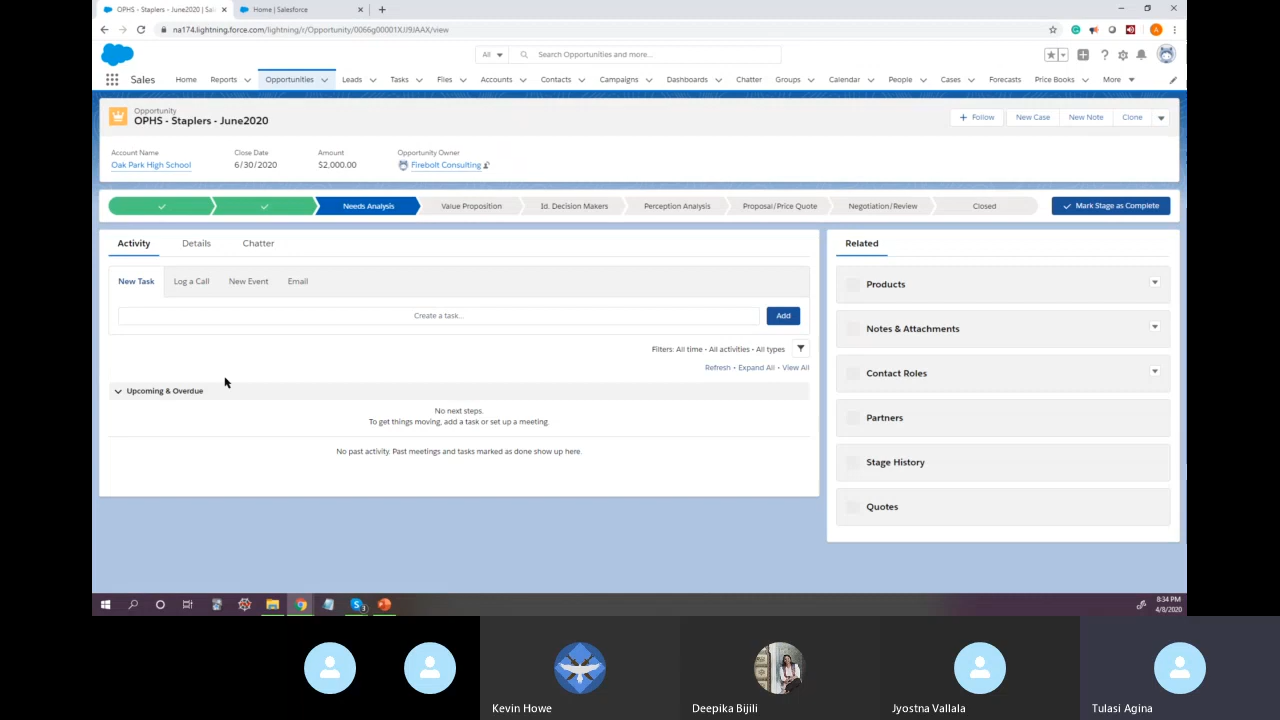 OPHS - Staplers - June2020 | Sal
Home | Salesforce
na174.lightning.force.com/lightning/r/Opportunity/
/view
All
Search Opportunities and more...
Sales Home Reports Opportunities Leads Tasks Files Accounts Contacts Campaigns Dashboards Chatter Groups Calendar People Cases Forecasts Price Books More
Opportunity
OPHS - Staplers - June2020
+ Follow New Case New Note Clone
Account Name Close Date Amount Opportunity Owner
Oak Park High School 6/30/2020 $2,000.00 Firebolt Consulting
Needs Analysis Value Proposition Id. Decision Makers Perception Analysis Proposal/Price Quote Negotiation/Review Closed Mark Stage as Complete
Activity Details Chatter
New Task Log a Call New Event Email
Create a task... Add
Filters: All time • All activities • All types
Refresh • Expand All • View All
Upcoming & Overdue
No next steps.
To get things moving, add a task or set up a meeting.
No past activity. Past meetings and tasks marked as done show up here.
Related
Products
Notes & Attachments
Contact Roles
Partners
Stage History
Quotes
8:34 PM
4/8/2020
Kevin Howe
Deepika Bijili
Jyostna Vallala
Tulasi Agina